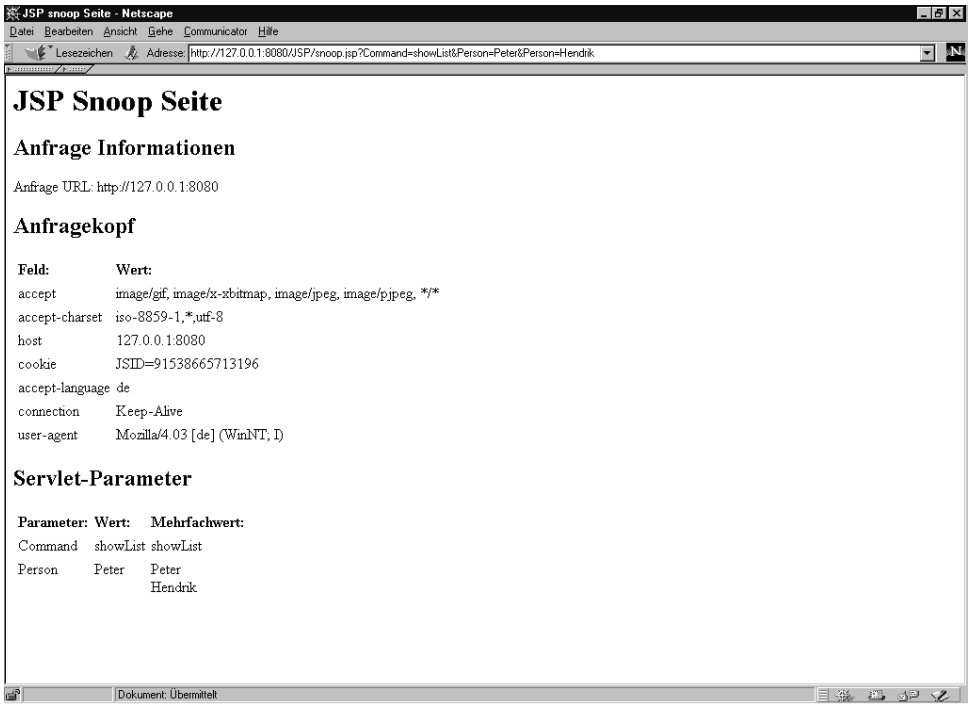 JSP snoop Seite - Netscape
Datei Bearbeiten Ansicht Gehe Communicator Hilfe
Lesezeichen Adresse: http://127.0.0.1:8080/JSP/snoop.jsp?Command=showList&Person=Peter&Person=Hendrik
N
JSP Snoop Seite
Anfrage Informationen
Anfrage URL: http://127.0.0.1:8080
Anfragekopf
Feld: Wert:
accept image/gif, image/x-xbitmap, image/jpeg, image/pjpeg, */*
accept-charset iso-8859-1,*,utf-8
host 127.0.0.1:8080
cookie JSID=91538665713196
accept-language de
connection Keep-Alive
user-agent Mozilla/4.03 [de] (WinNT; I)
Servlet-Parameter
Parameter: Wert: Mehrfachwert:
Command showList showList
Person Peter Peter
Hendrik
Dokument: Übermittelt